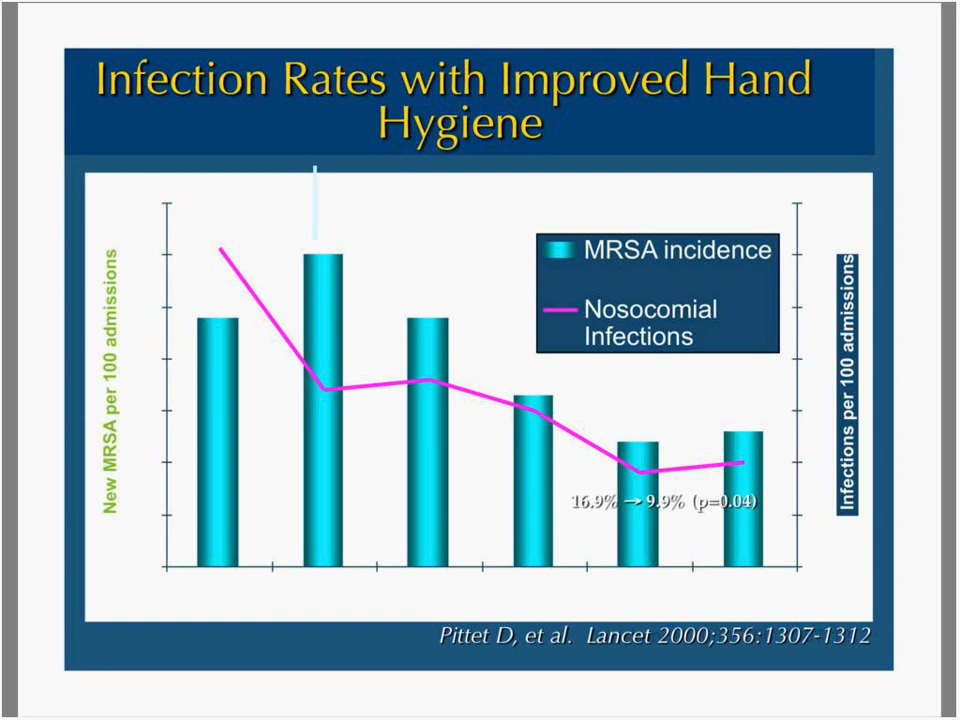 Infection Rates with Improved Hand
Hygiene
New MRSA per 100 admissions
MRSA incidence
Nosocomial
Infections
Infections per 100 admissions
16.9% → 9.9% (p=0.04)
Pittet D, et al. Lancet 2000;356:1307-1312